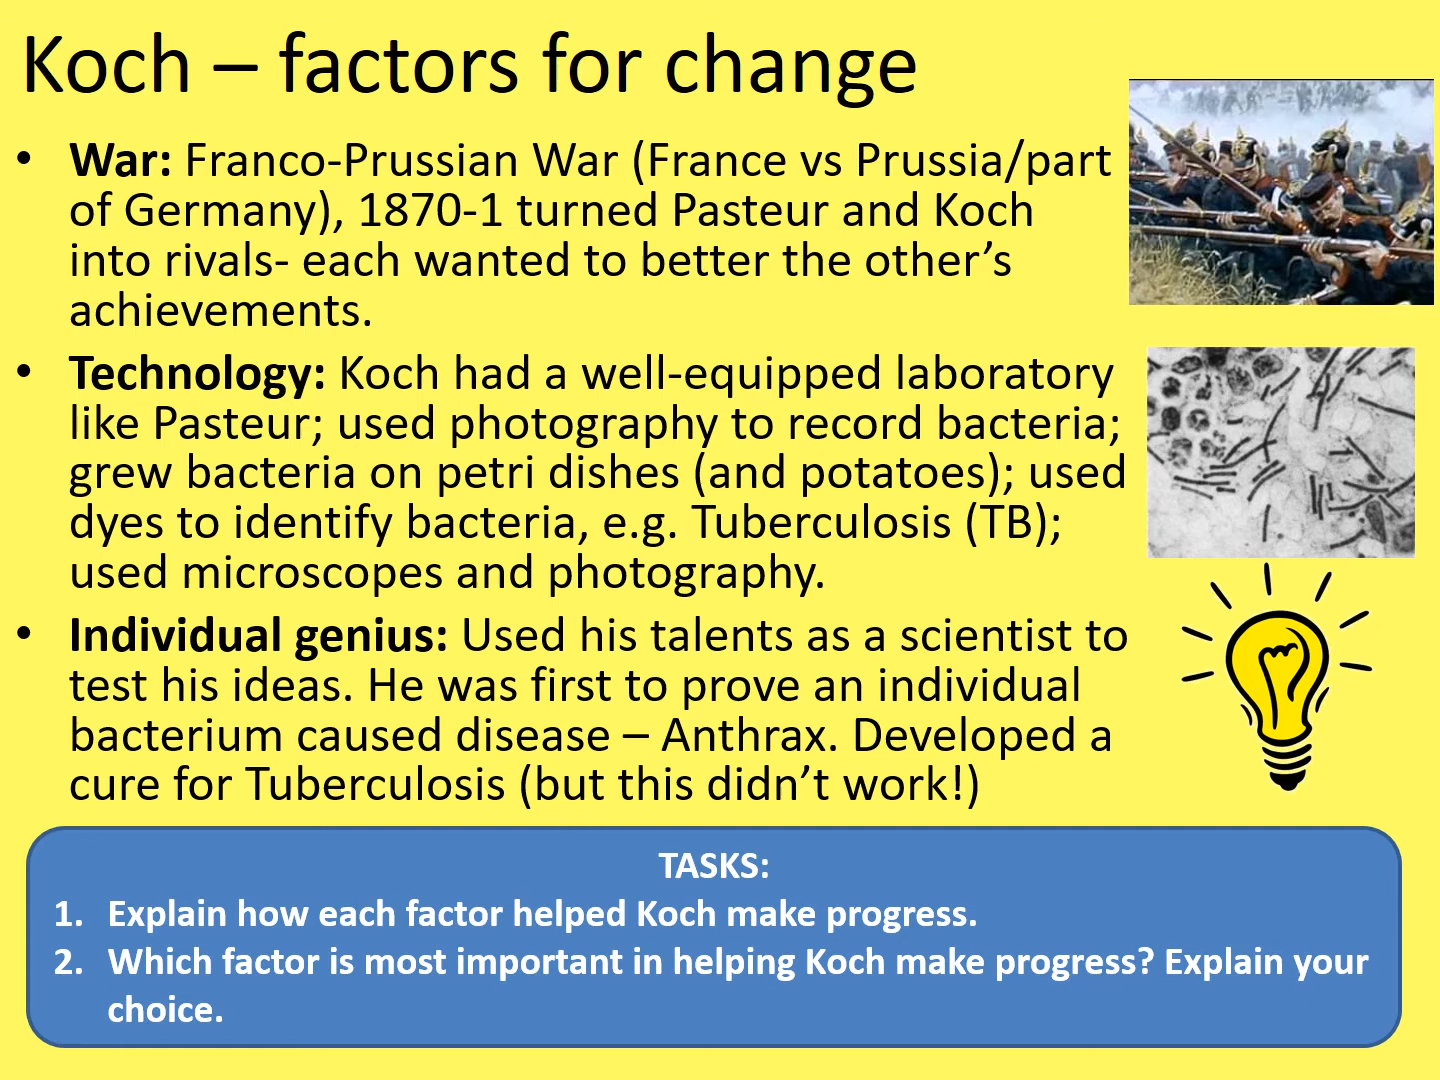 Koch – factors for change
• War: Franco-Prussian War (France vs Prussia/part
of Germany), 1870-1 turned Pasteur and Koch
into rivals- each wanted to better the other’s
achievements.
• Technology: Koch had a well-equipped laboratory
like Pasteur; used photography to record bacteria;
grew bacteria on petri dishes (and potatoes); used
dyes to identify bacteria, e.g. Tuberculosis (TB);
used microscopes and photography.
• Individual genius: Used his talents as a scientist to
test his ideas. He was first to prove an individual
bacterium caused disease – Anthrax. Developed a
cure for Tuberculosis (but this didn’t work!)
TASKS:
1. Explain how each factor helped Koch make progress.
2. Which factor is most important in helping Koch make progress? Explain your
choice.